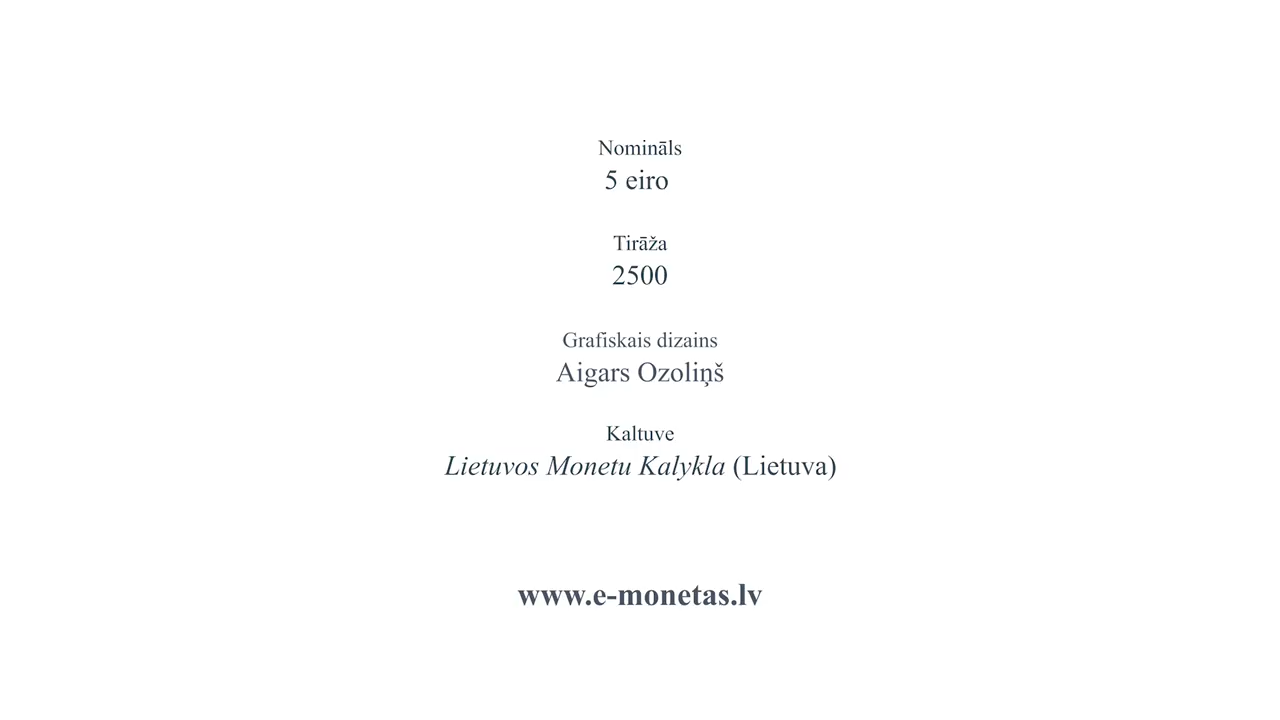 Nomināls
5 eiro
Tirāža
2500
Grafiskais dizains
Aigars Ozoliņš
Kaltuve
Lietuvos Monetu Kalykla (Lietuva)
www.e-monetas.lv